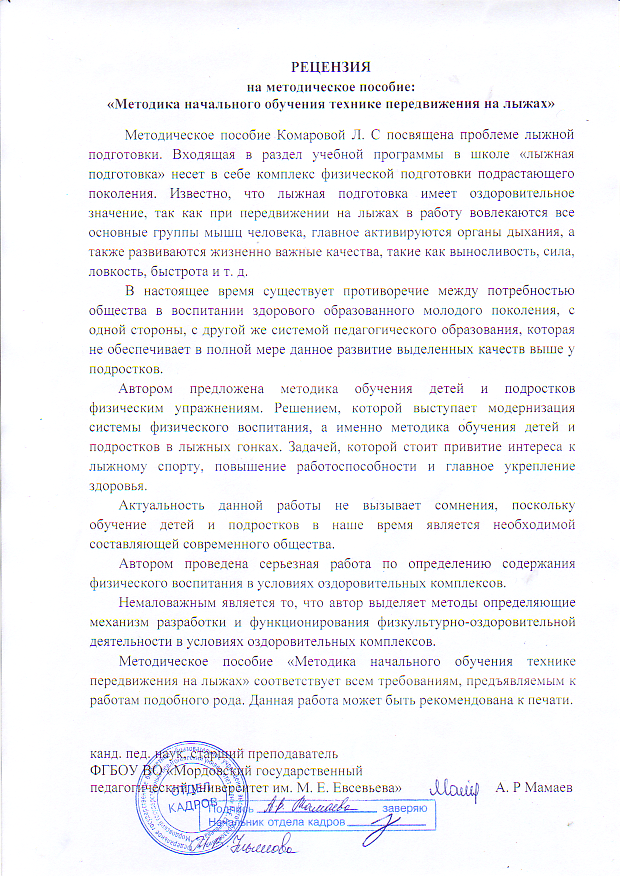 РЕЦЕНЗИЯ
на методическое пособие:
«Методика начального обучения технике передвижения на лыжах»
Методическое пособие Комаровой Л. С посвящена проблеме лыжной
подготовки. Входящая в раздел учебной программы в школе «лыжная
подготовка» несет в себе комплекс физической подготовки подрастающего
поколения. Известно, что лыжная подготовка имеет оздоровительное
значение, так как при передвижении на лыжах в работу вовлекаются все
основные группы мышц человека, главное активируются органы дыхания, а
также развиваются жизненно важные качества, такие как выносливость, сила,
ловкость, быстрота и т. д.
В настоящее время существует противоречие между потребностью
общества в воспитании здорового образованного молодого поколения, с
одной стороны, с другой же системой педагогического образования, которая
не обеспечивает в полной мере данное развитие выделенных качеств выше у
подростков.
Автором предложена методика обучения детей и подростков
физическим упражнениям. Решением, которой выступает модернизация
системы физического воспитания, а именно методика обучения детей и
подростков в лыжных гонках. Задачей, которой стоит привитие интереса к
лыжному спорту, повышение работоспособности и главное укрепление
здоровья.
Актуальность данной работы не вызывает сомнения, поскольку
обучение детей и подростков в наше время является необходимой
составляющей современного общества.
Автором проведена серьезная работа по определению содержания
физического воспитания в условиях оздоровительных комплексов.
Немаловажным является то, что автор выделяет методы определяющие
механизм разработки и функционирования физкультурно-оздоровительной
деятельности в условиях оздоровительных комплексов.
Методическое пособие «Методика начального обучения технике
передвижения на лыжах» соответствует всем требованиям, предъявляемым к
работам подобного рода. Данная работа может быть рекомендована к печати.
канд. пед. наук, старший преподаватель
ФГБОУ ВО «Мордовский государственный
педагогический университет им. М. Е. Евсевьева» А. Р Мамаев
ОТДЕЛ
КАДРОВ
Подпись А.Р. Мамаева заверяю
Начальник отдела кадров